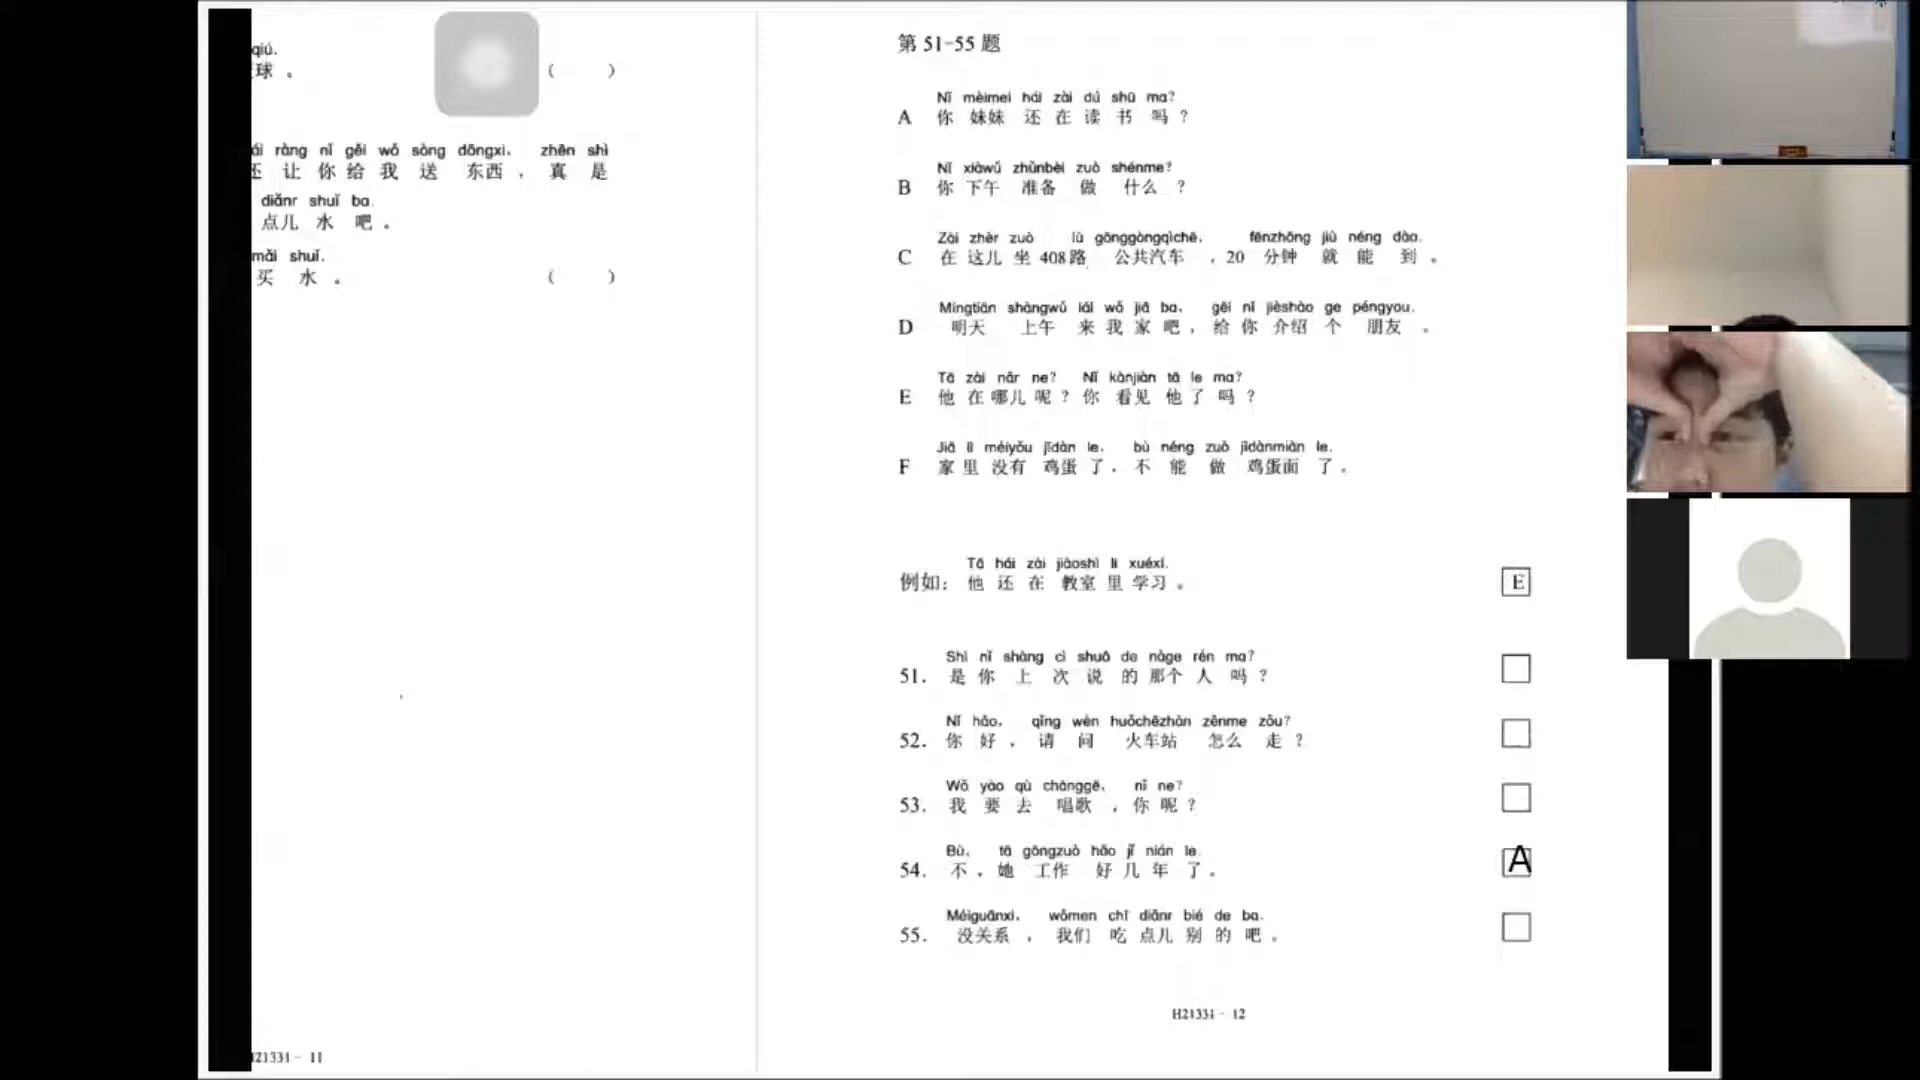 qiú.
球 。 ( )
ái ràng nǐ gěi wǒ sòng dōngxi, zhēn shì
还 让 你 给 我 送 东西 , 真 是
diǎnr shuǐ ba.
点儿 水 吧 。
mǎi shuǐ.
买 水 。 ( )
H21331 - 11
第 51-55 题
Nǐ mèimei hái zài dú shū ma?
A 你 妹妹 还 在 读 书 吗 ?
Nǐ xiàwǔ zhǔnbèi zuò shénme?
B 你 下午 准备 做 什么 ?
Zài zhèr zuò lù gōnggòngqìchē, fēnzhōng jiù néng dào.
C 在 这儿 坐 408路 公共汽车 , 20 分钟 就 能 到 。
Míngtiān shàngwǔ lái wǒ jiā ba, gěi nǐ jièshào ge péngyou.
D 明天 上午 来 我 家 吧 , 给 你 介绍 个 朋友 。
Tā zài nǎr ne? Nǐ kànjiàn tā le ma?
E 他 在 哪儿 呢 ? 你 看见 他 了 吗 ?
Jiā li méiyǒu jīdàn le, bù néng zuò jīdànmiàn le.
F 家 里 没有 鸡蛋 了 , 不 能 做 鸡蛋面 了 。
Tā hái zài jiàoshì li xuéxí.
例如: 他 还 在 教室 里 学习 。 E
Shì nǐ shàng cì shuō de nàge rén ma?
51. 是 你 上 次 说 的 那个 人 吗 ?
Nǐ hǎo, qǐng wèn huǒchēzhàn zěnme zǒu?
52. 你 好 , 请 问 火车站 怎么 走 ?
Wǒ yào qù chànggē, nǐ ne?
53. 我 要 去 唱歌 , 你 呢 ?
Bù, tā gōngzuò hǎo jǐ nián le.
54. 不 , 她 工作 好 几 年 了 。 A
Méiguānxi, wǒmen chī diǎnr bié de ba.
55. 没关系 , 我们 吃 点儿 别 的 吧 。
H21331 - 12